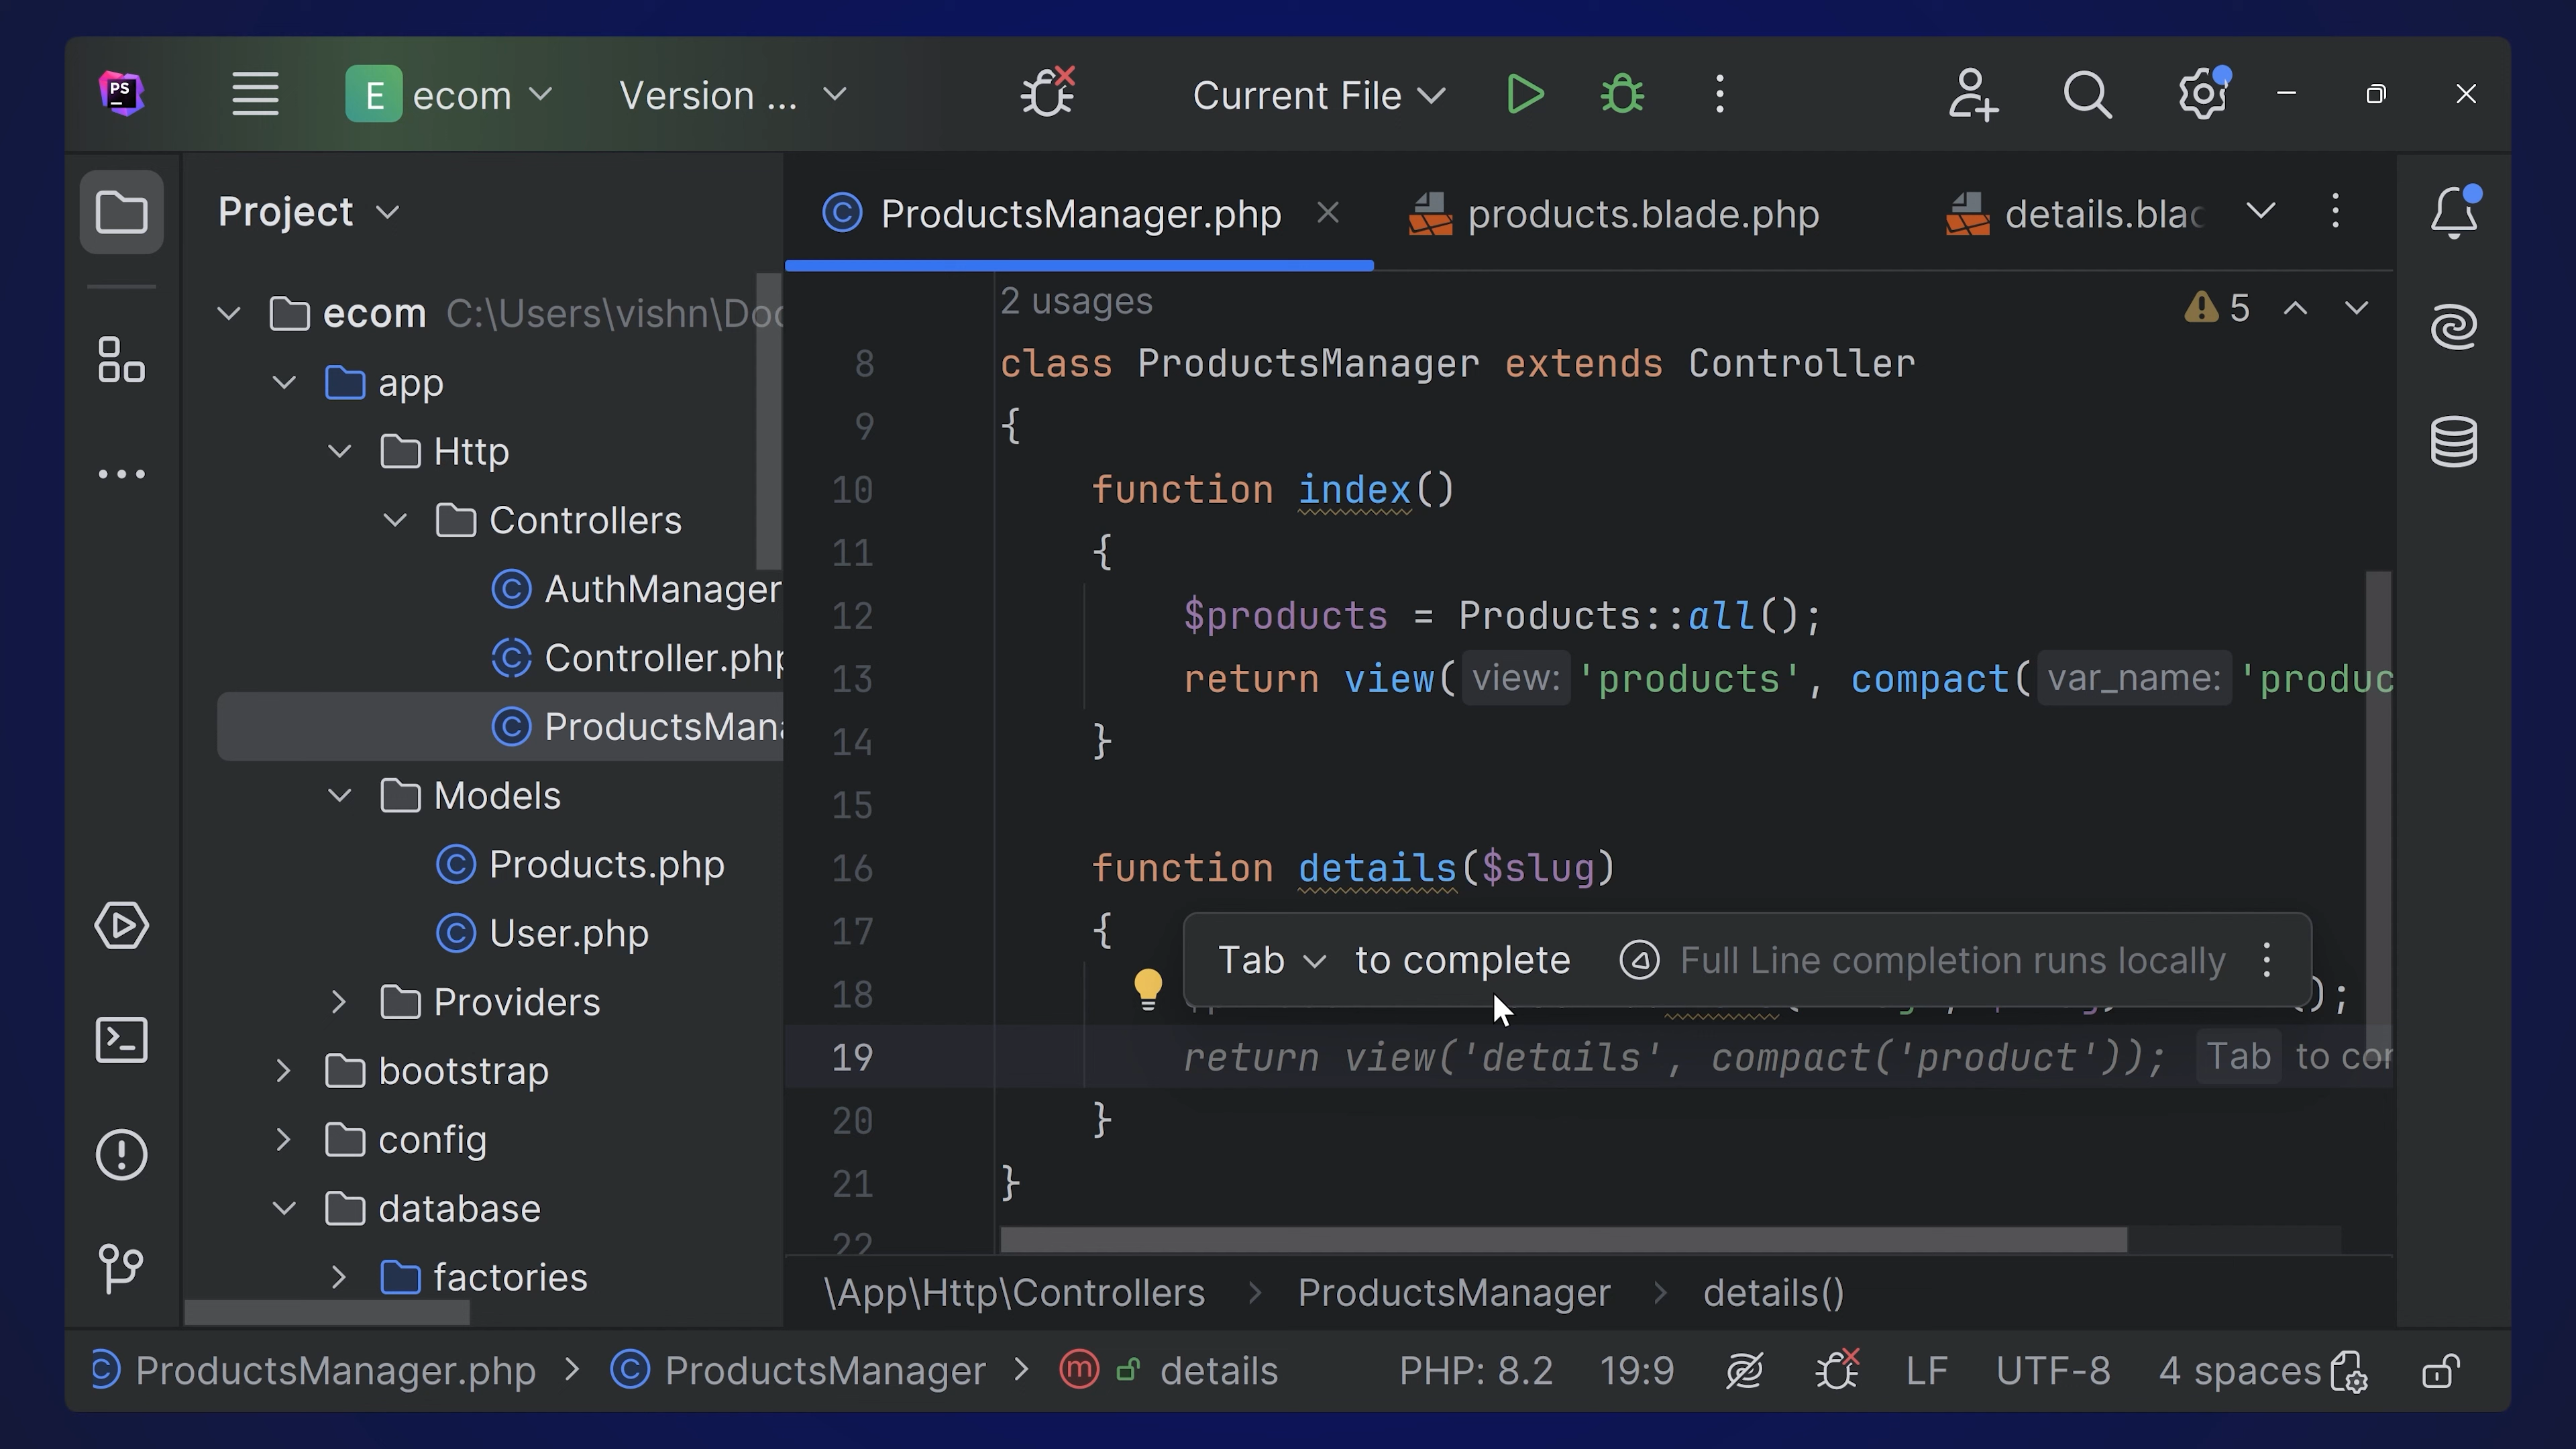 PS
E ecom Version ... Current File
Project
ecom C:\Users\vishn\Doc
app
Http
Controllers
AuthManager
Controller.php
ProductsMana
Models
Products.php
User.php
Providers
bootstrap
config
database
factories
ProductsManager.php products.blade.php details.blad
2 usages 5
8 class ProductsManager extends Controller
9 {
10 function index()
11 {
12 $products = Products::all();
13 return view( view: 'products', compact( var_name: 'produc
14 }
15
16 function details($slug)
17 {
Tab to complete Full Line completion runs locally
18 );
19 return view('details', compact('product')); Tab to com
20 }
21 }
22
\App\Http\Controllers > ProductsManager > details()
ProductsManager.php > ProductsManager > m details PHP: 8.2 19:9 LF UTF-8 4 spaces